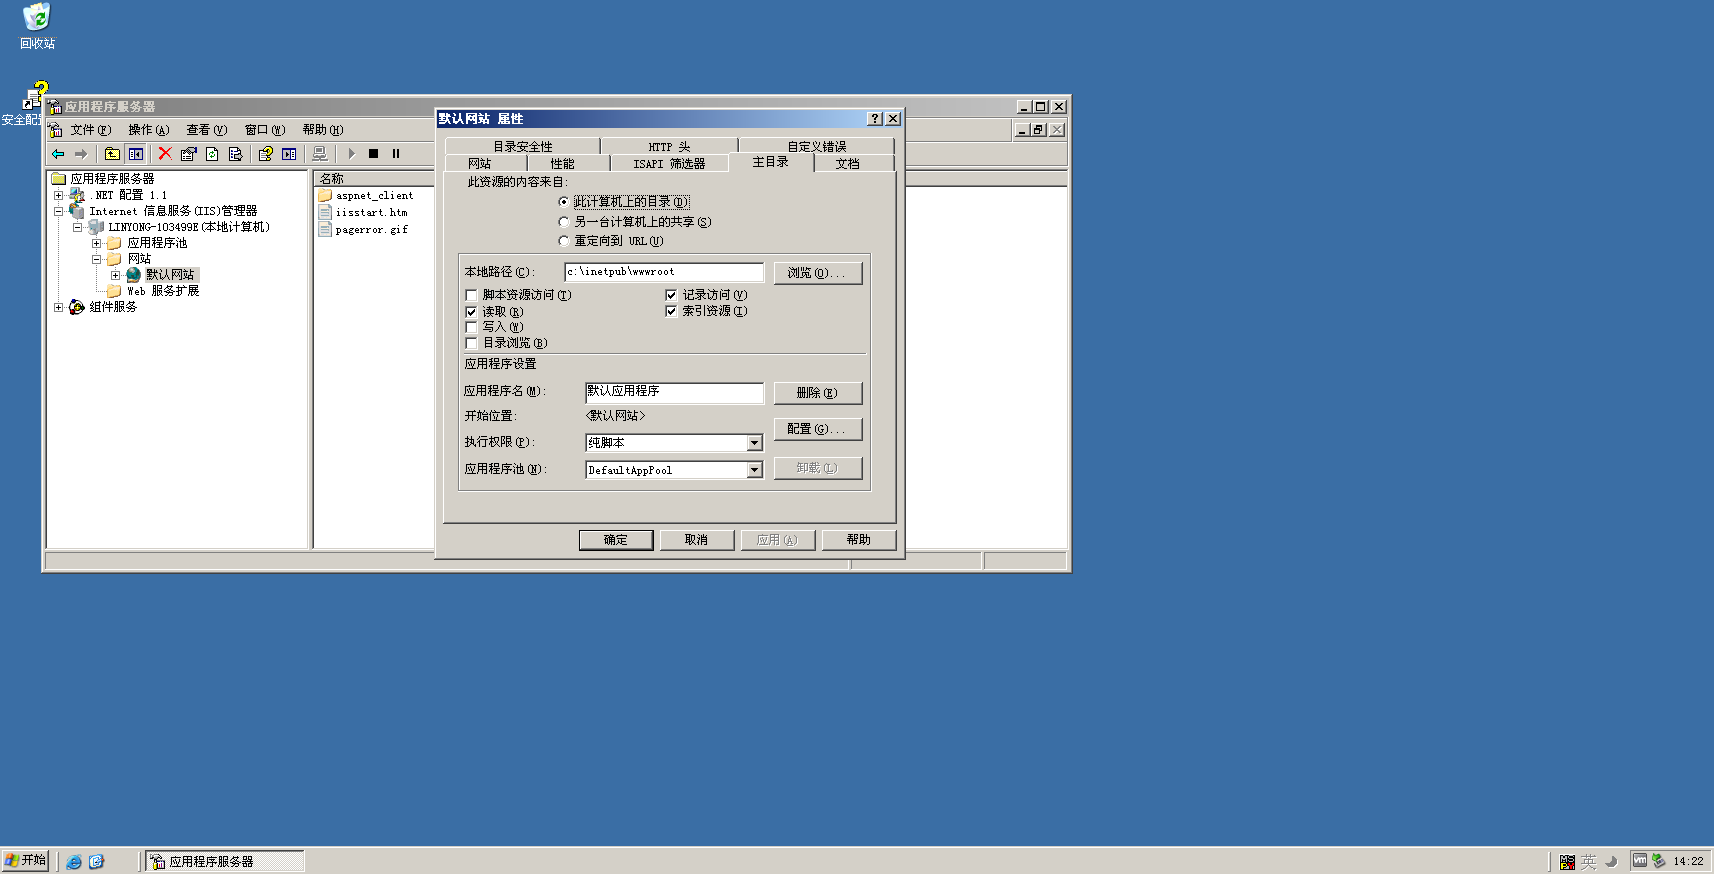 回收站
安全配
应用程序服务器
文件(F) 操作(A) 查看(V) 窗口(W) 帮助(H)
应用程序服务器
.NET 配置 1.1
Internet 信息服务(IIS)管理器
LINYONG-103499E(本地计算机)
应用程序池
网站
默认网站
Web 服务扩展
组件服务
名称
aspnet_client
iisstart.htm
pagerror.gif
默认网站 属性
目录安全性 HTTP 头 自定义错误
网站 性能 ISAPI 筛选器 主目录 文档
此资源的内容来自:
此计算机上的目录(D)
另一台计算机上的共享(S)
重定向到 URL(U)
本地路径(C): c:\inetpub\wwwroot 浏览(O)...
脚本资源访问(T) 记录访问(V)
读取(R) 索引资源(I)
写入(W)
目录浏览(B)
应用程序设置
应用程序名(M): 默认应用程序 删除(E)
开始位置: <默认网站>
配置(G)...
执行权限(P): 纯脚本
应用程序池(N): DefaultAppPool 卸载(L)
确定 取消 应用(A) 帮助
开始 应用程序服务器 英 14:22